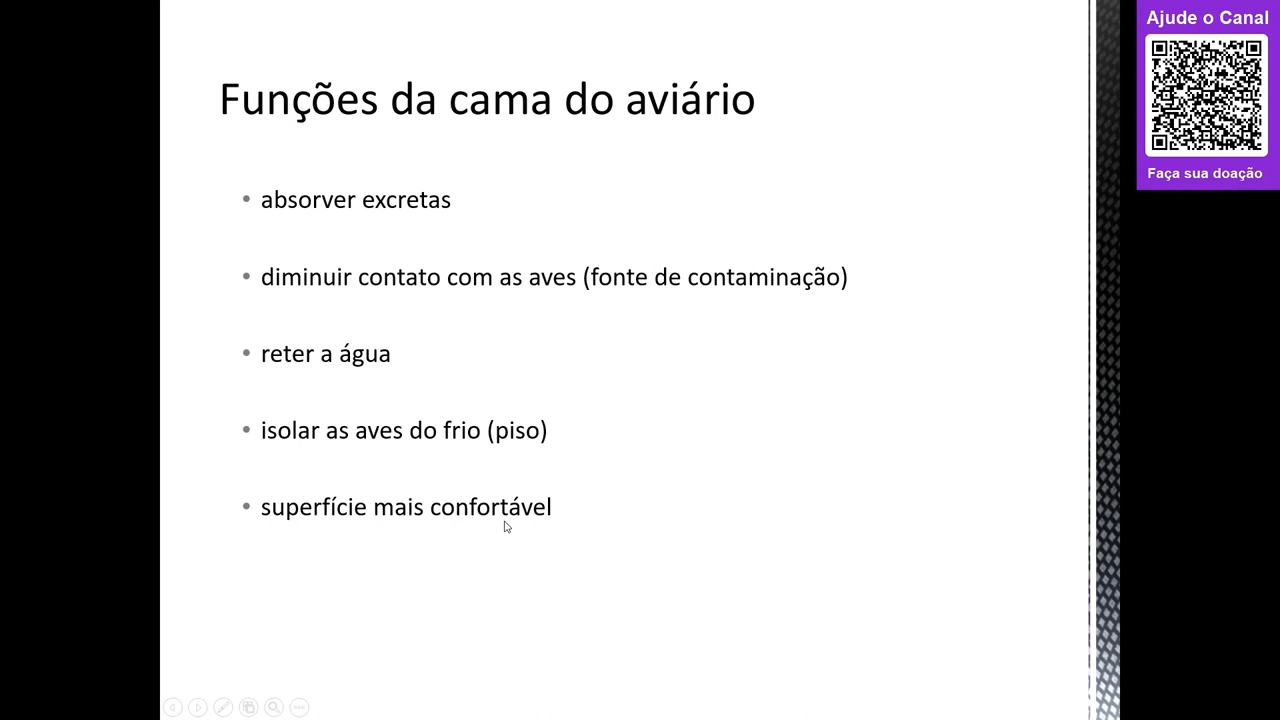 Funções da cama do aviário
• absorver excretas
• diminuir contato com as aves (fonte de contaminação)
• reter a água
• isolar as aves do frio (piso)
• superfície mais confortável
Ajude o Canal
Faça sua doação